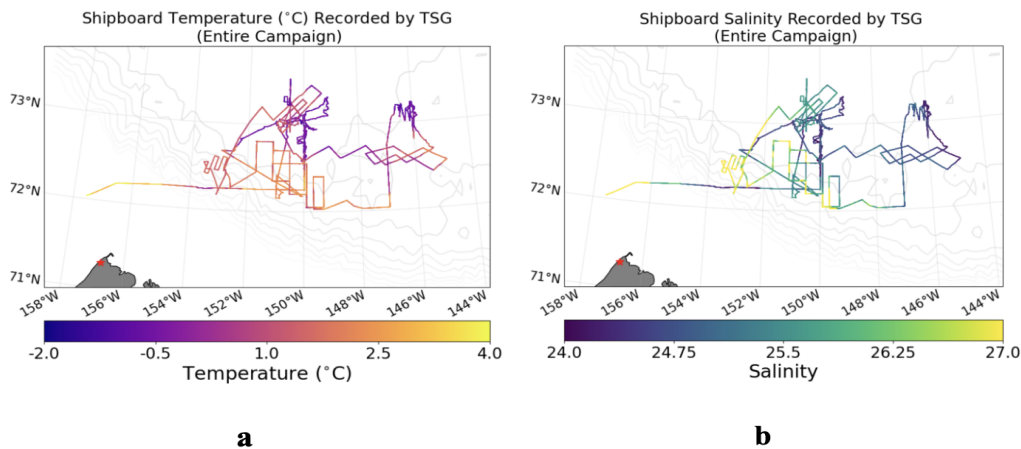 Shipboard Temperature (°C) Recorded by TSG
(Entire Campaign)
73°N
72°N
71°N
158°W 156°W 154°W 152°W 150°W 148°W 146°W 144°W
-2.0 -0.5 1.0 2.5 4.0
Temperature (°C)
a
Shipboard Salinity Recorded by TSG
(Entire Campaign)
73°N
72°N
71°N
158°W 156°W 154°W 152°W 150°W 148°W 146°W 144°W
24.0 24.75 25.5 26.25 27.0
Salinity
b